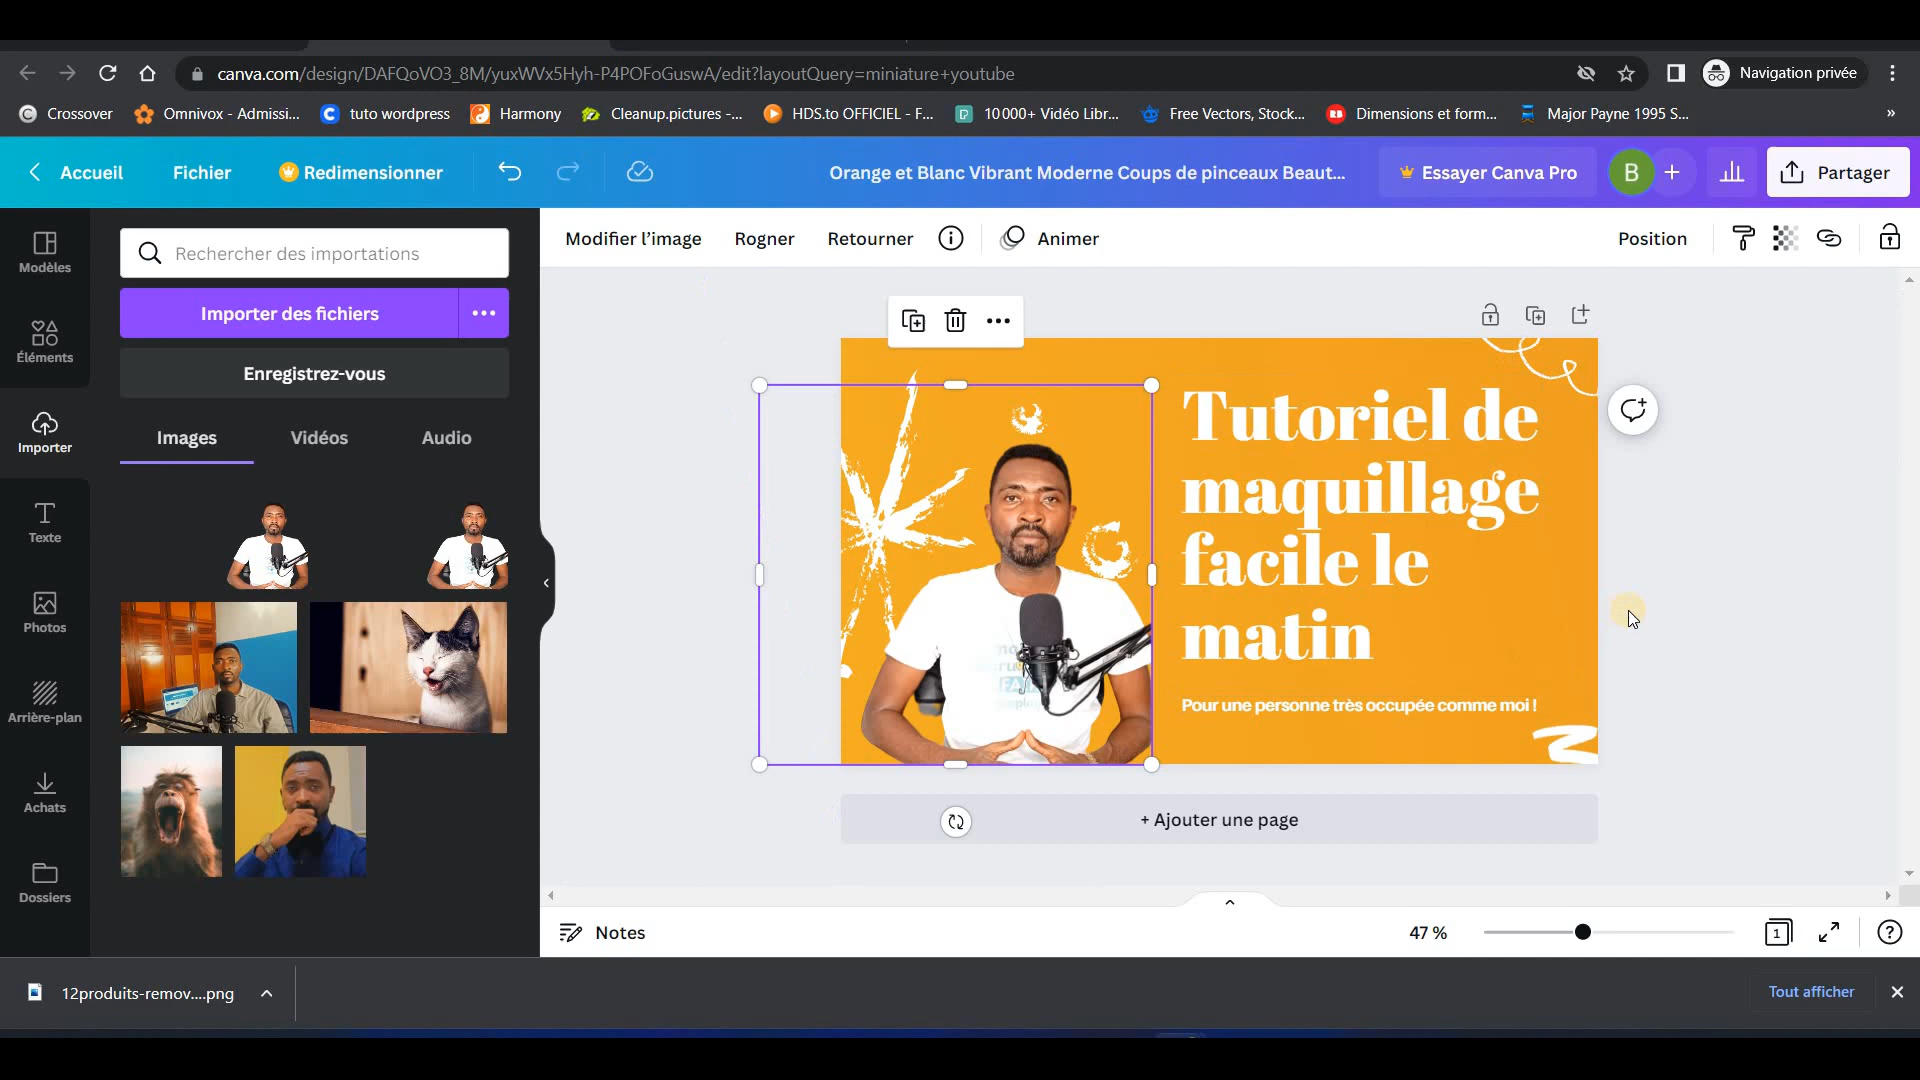 canva.com/design/DAFQoVO3_8M/yuxWVx5Hyh-P4POFoGuswA/edit?layoutQuery=miniature+youtube
Navigation privée
Crossover
Omnivox - Admissi...
tuto wordpress
Harmony
Cleanup.pictures -...
HDS.to OFFICIEL - F...
10 000+ Vidéo Libr...
Free Vectors, Stock...
Dimensions et form...
Major Payne 1995 S...
»
Accueil
Fichier
Redimensionner
Orange et Blanc Vibrant Moderne Coups de pinceaux Beaut...
Essayer Canva Pro
B
+
Partager
Modèles
Éléments
Importer
Texte
Photos
Arrière-plan
Achats
Dossiers
Rechercher des importations
Importer des fichiers
Enregistrez-vous
Images
Vidéos
Audio
Modifier l'image
Rogner
Retourner
Animer
Position
Tutoriel de
maquillage
facile le
matin
Pour une personne très occupée comme moi !
+ Ajouter une page
Notes
47 %
1
12produits-remov....png
Tout afficher